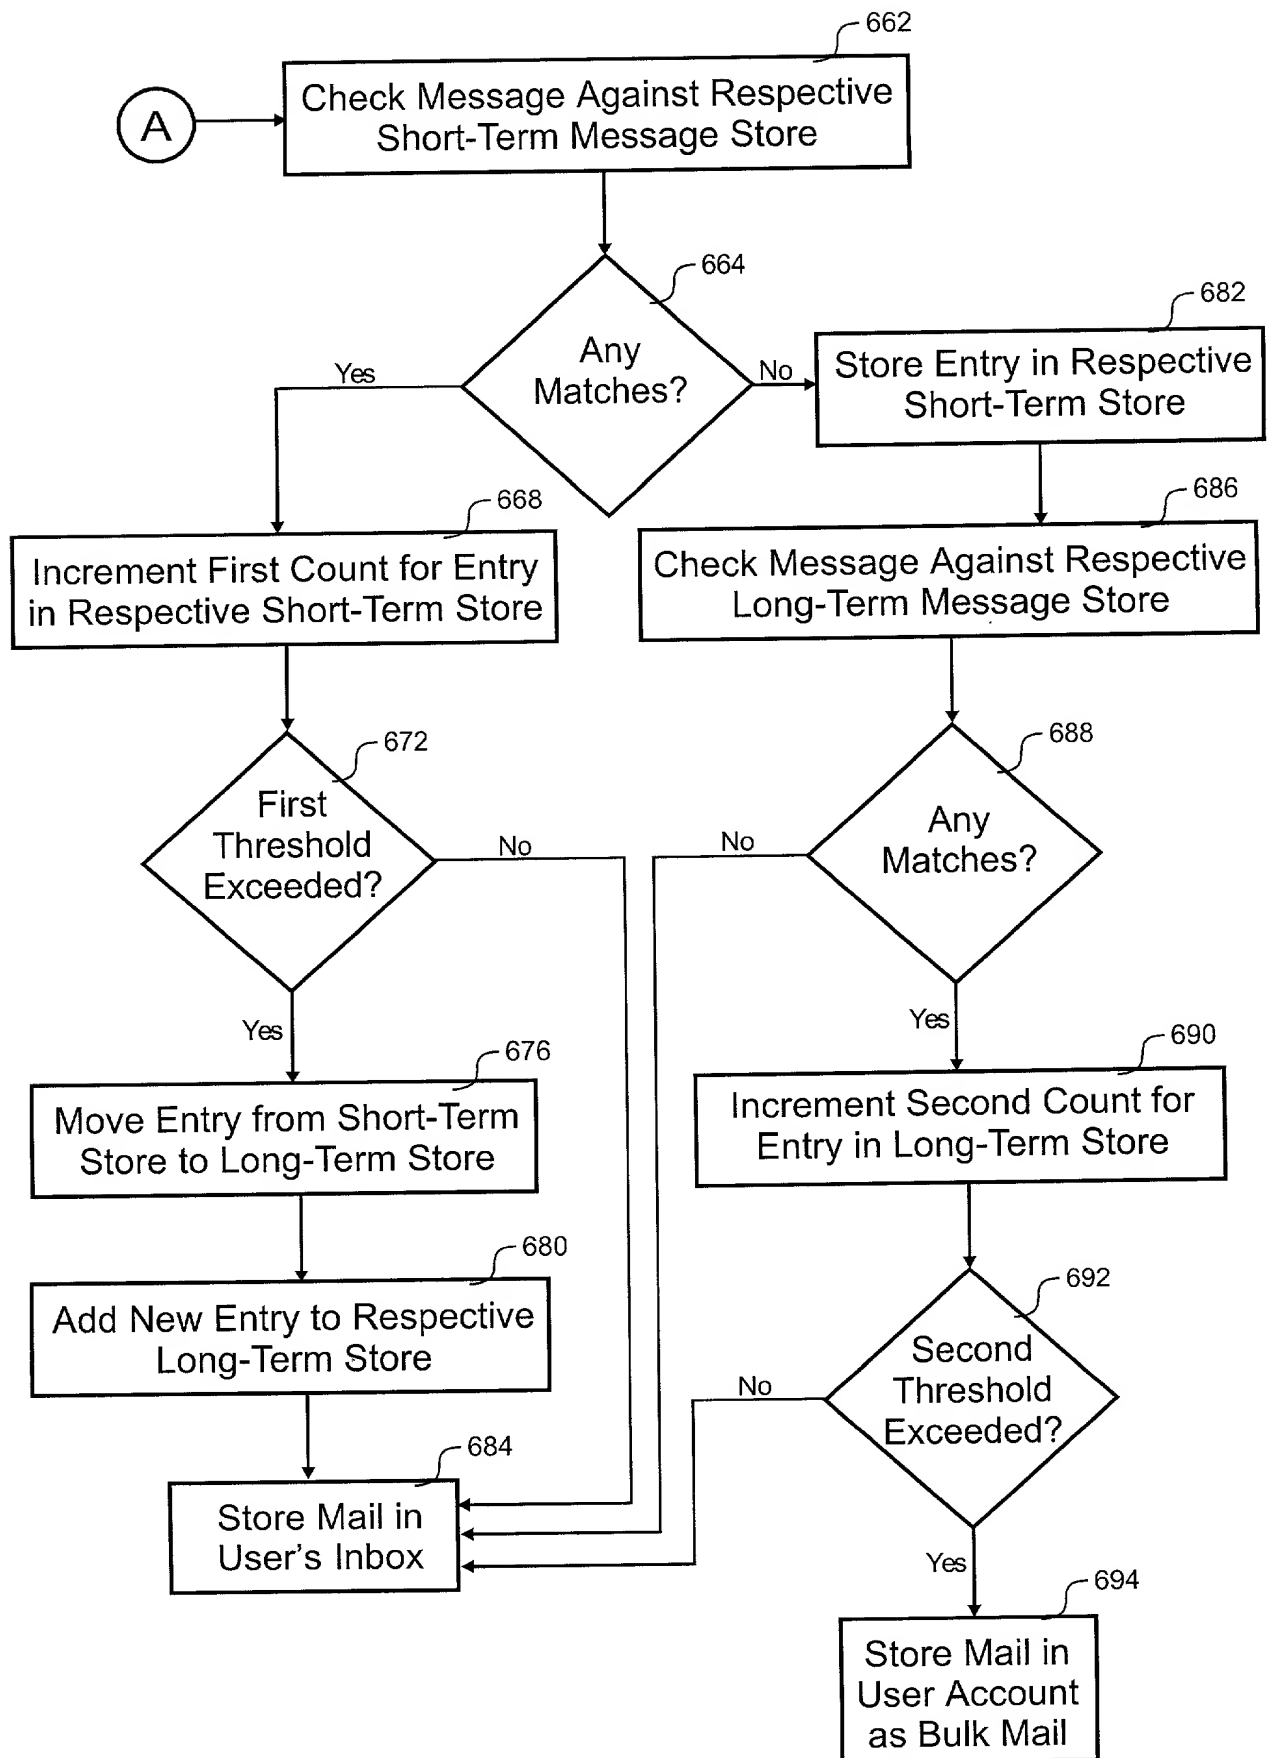 662
A
Check Message Against Respective
Short-Term Message Store
664
Any
Matches?
Yes
No
682
Store Entry in Respective
Short-Term Store
668
Increment First Count for Entry
in Respective Short-Term Store
686
Check Message Against Respective
Long-Term Message Store
672
First
Threshold
Exceeded?
No
688
Any
Matches?
No
Yes
676
Move Entry from Short-Term
Store to Long-Term Store
Yes
690
Increment Second Count for
Entry in Long-Term Store
680
Add New Entry to Respective
Long-Term Store
692
Second
Threshold
Exceeded?
No
684
Store Mail in
User's Inbox
Yes
694
Store Mail in
User Account
as Bulk Mail